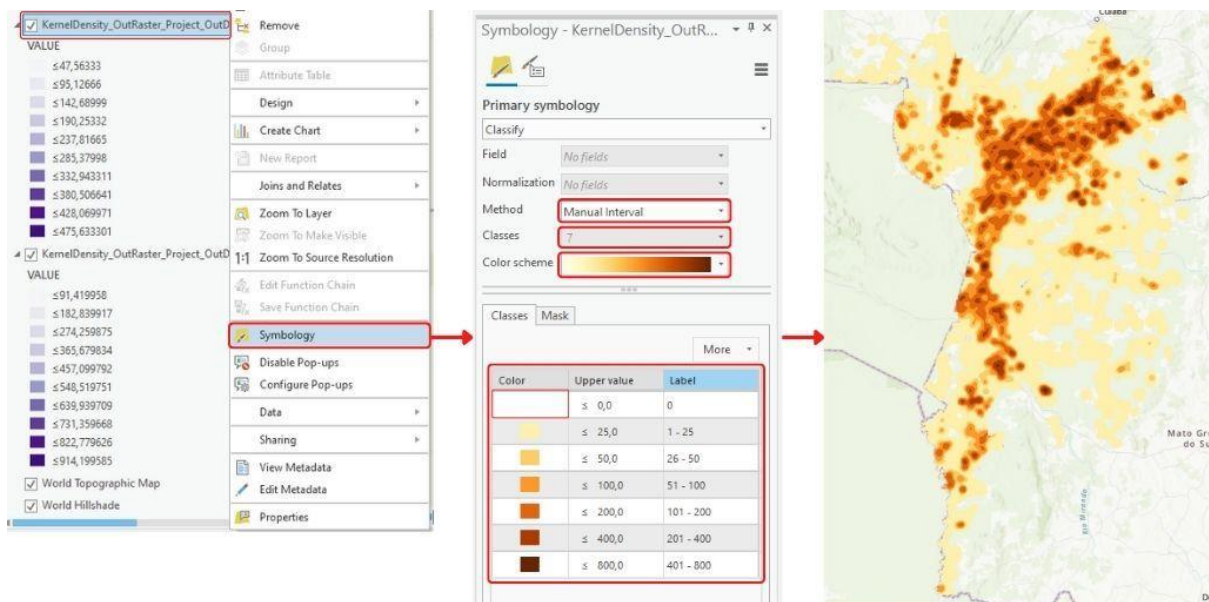 KernelDensity_OutRaster_Project_OutD
VALUE
≤47,56333
≤95,12666
≤142,68999
≤190,25332
≤237,81665
≤285,37998
≤332,943311
≤380,506641
≤428,069971
≤475,633301
KernelDensity_OutRaster_Project_OutD
VALUE
≤91,419958
≤182,839917
≤274,259875
≤365,679834
≤457,099792
≤548,519751
≤639,939709
≤731,359668
≤822,779626
≤914,199585
World Topographic Map
World Hillshade
Remove
Group
Attribute Table
Design
Create Chart
New Report
Joins and Relates
Zoom To Layer
Zoom To Make Visible
1:1 Zoom To Source Resolution
Edit Function Chain
Save Function Chain
Symbology
Disable Pop-ups
Configure Pop-ups
Data
Sharing
View Metadata
Edit Metadata
Properties
Symbology - KernelDensity_OutR...
Primary symbology
Classify
Field No fields
Normalization No fields
Method Manual Interval
Classes 7
Color scheme
Classes Mask
More
Color Upper value Label
≤ 0,0 0
≤ 25,0 1 - 25
≤ 50,0 26 - 50
≤ 100,0 51 - 100
≤ 200,0 101 - 200
≤ 400,0 201 - 400
≤ 800,0 401 - 800
Cuiabá
Mato Gr
do Su
Rio Miranda
D